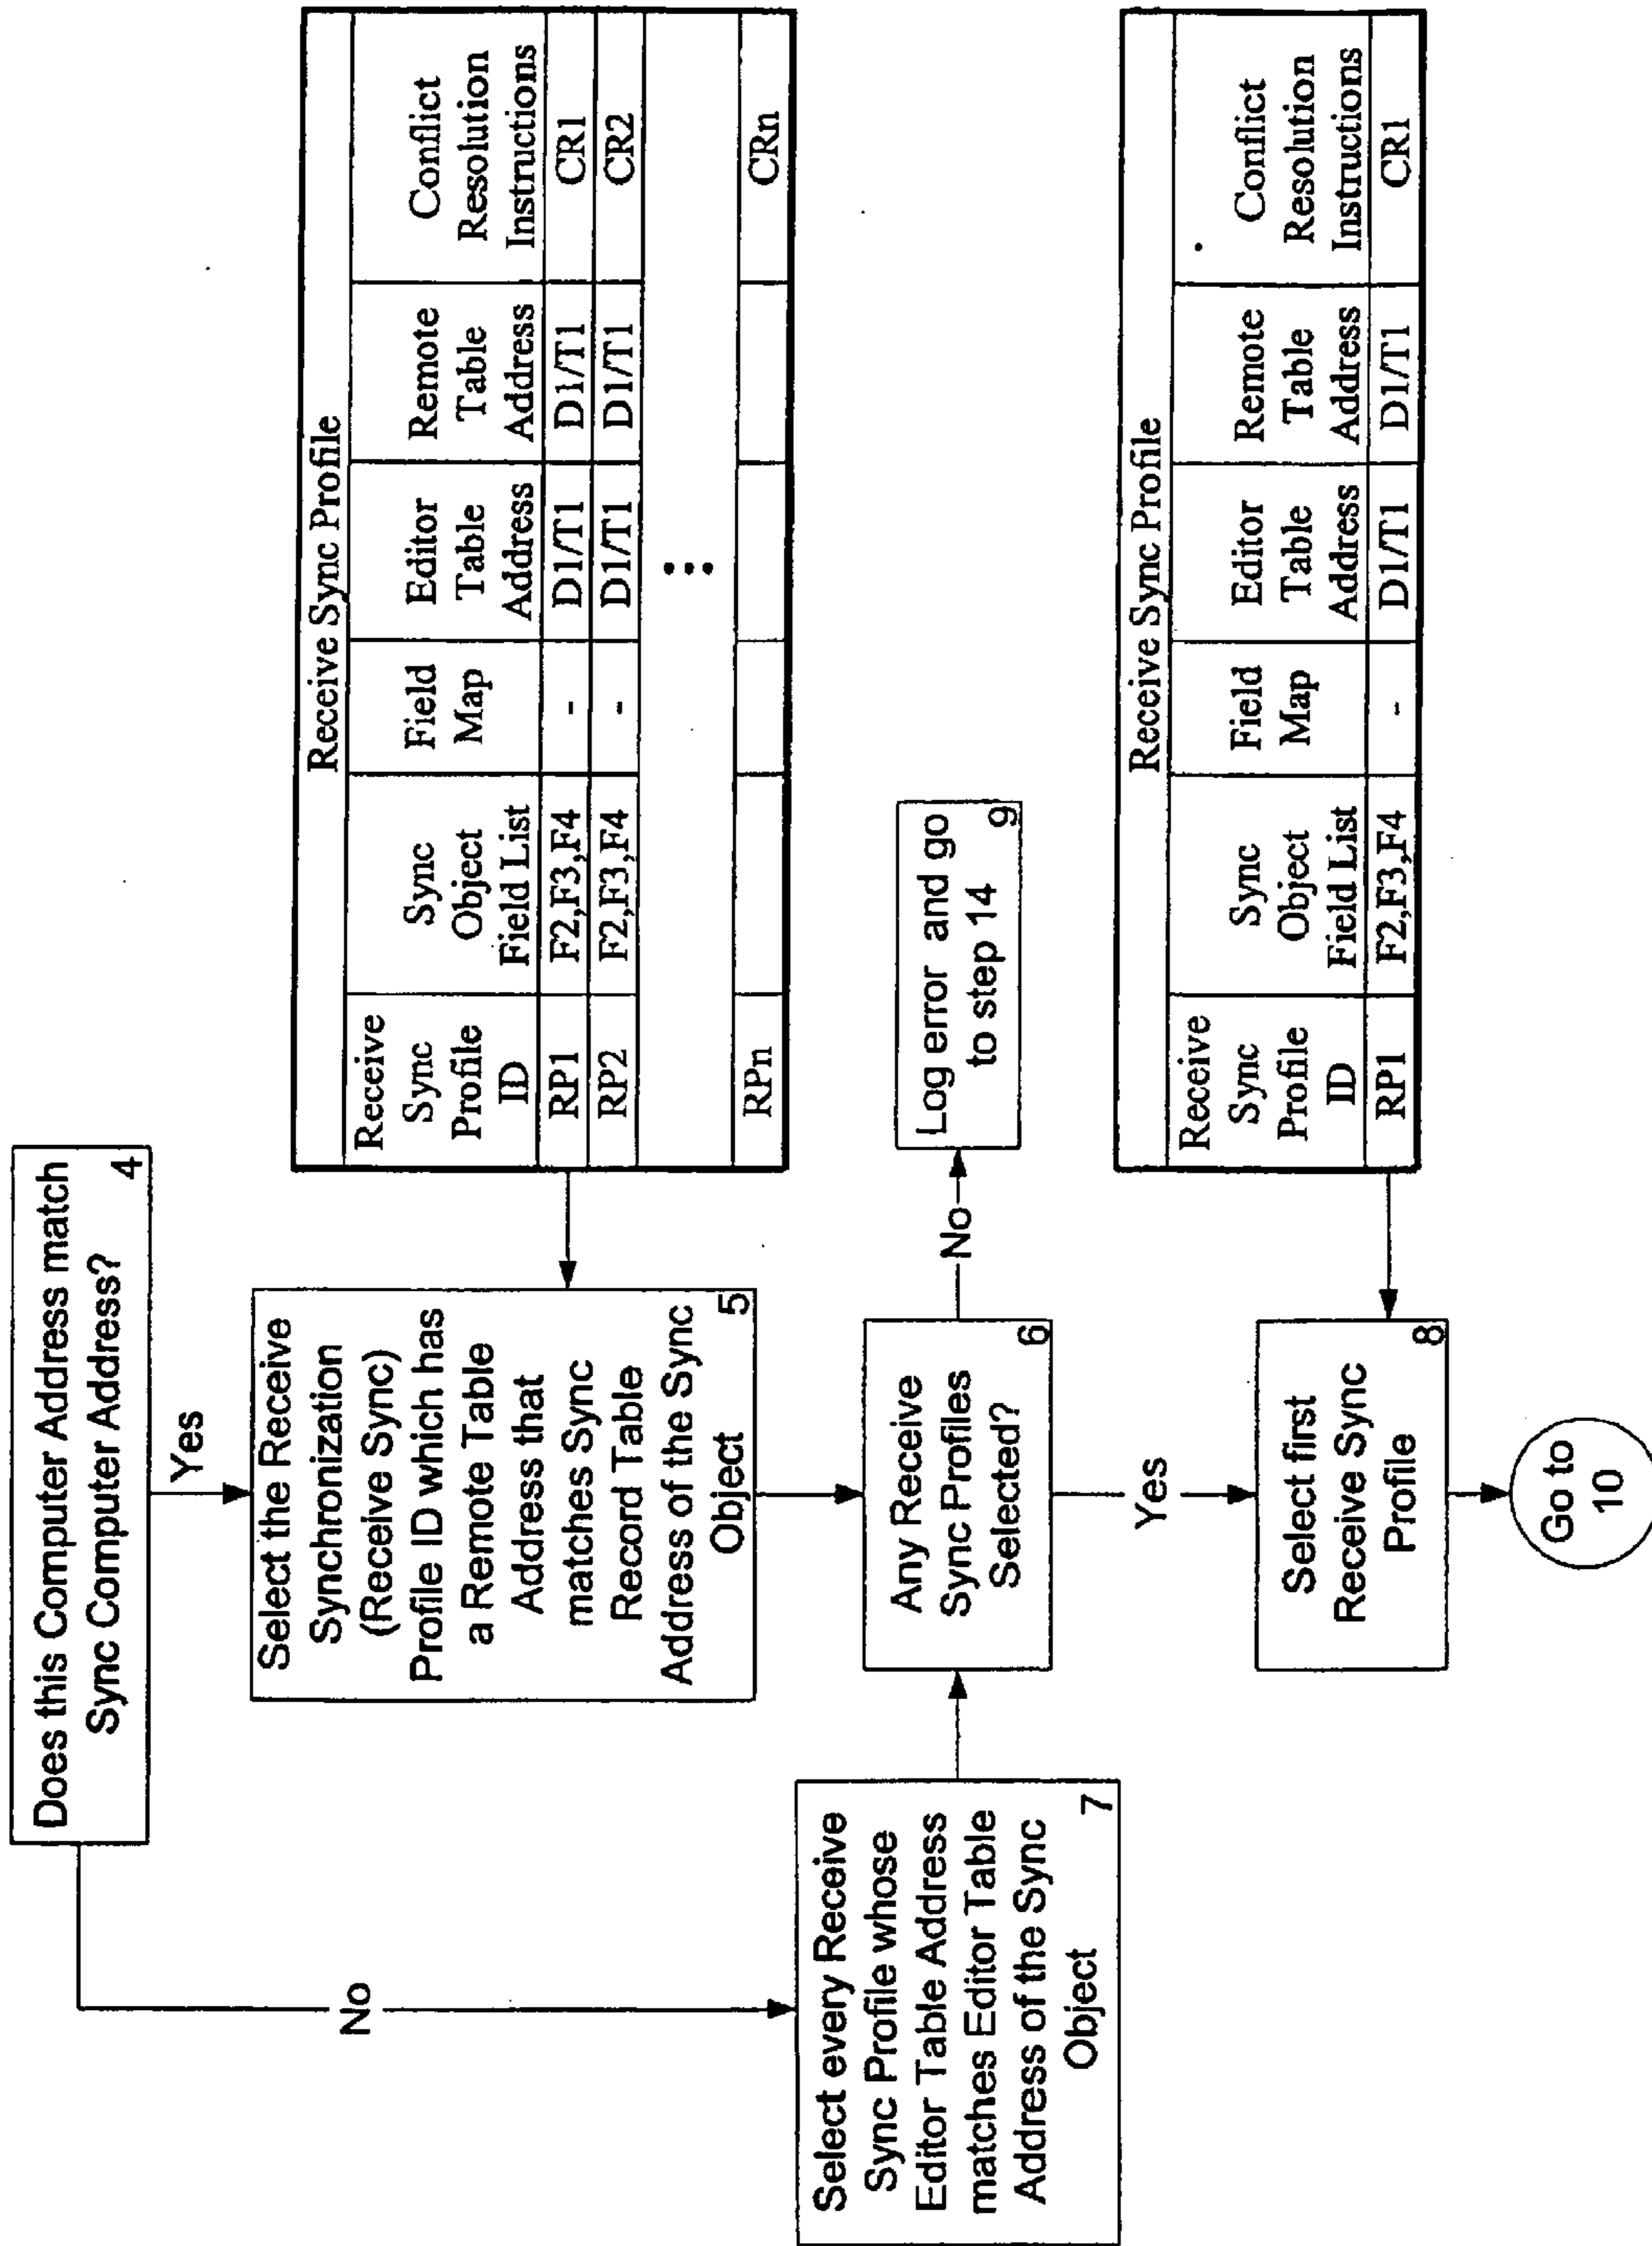 Does this Computer Address match
Sync Computer Address?
4
Yes
No
Select the Receive
Synchronization
(Receive Sync)
Profile ID which has
a Remote Table
Address that
matches Sync
Record Table
Address of the Sync
Object
5
Receive Sync Profile
Receive
Sync
Profile
ID
Sync
Object
Field List
Field
Map
Editor
Table
Address
Remote
Table
Address
Conflict
Resolution
Instructions
RP1 F2,F3,F4 - D1/T1 D1/T1 CR1
RP2 F2,F3,F4 - D1/T1 D1/T1 CR2
⋮
RPn CRn
Select every Receive
Sync Profile whose
Editor Table Address
matches Editor Table
Address of the Sync
Object
7
Any Receive
Sync Profiles
Selected?
6
No
Log error and go
to step 14
9
Yes
Select first
Receive Sync
Profile
8
Receive Sync Profile
Receive
Sync
Profile
ID
Sync
Object
Field List
Field
Map
Editor
Table
Address
Remote
Table
Address
Conflict
Resolution
Instructions
RP1 F2,F3,F4 - D1/T1 D1/T1 CR1
Go to
10